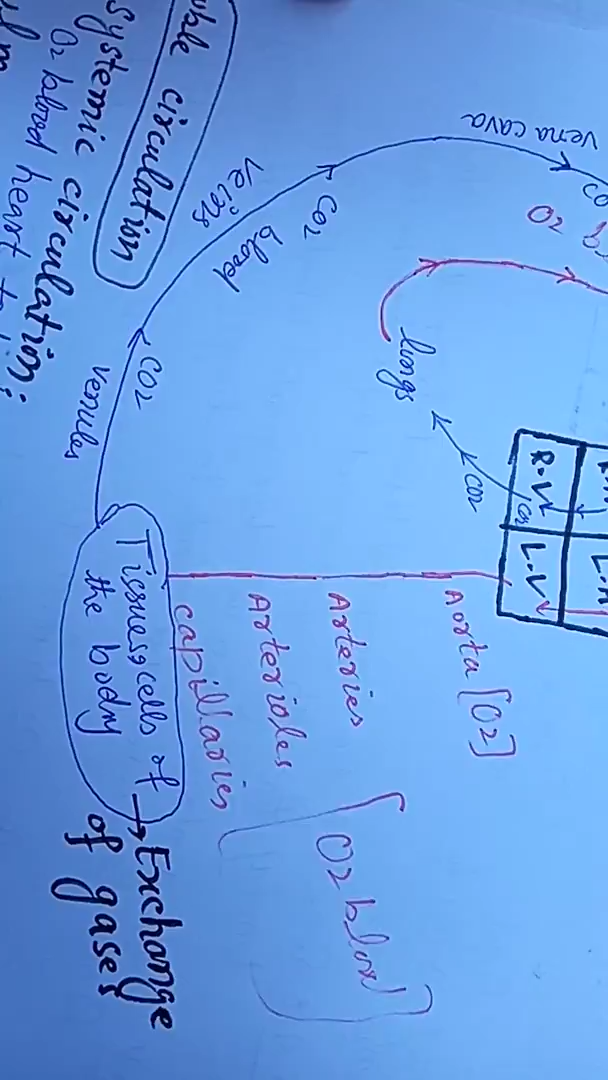 circulation
Systemic circulation:
O2 blood heart
vena cava
O2
veins
CO2
blood
CO2
venules
lungs
CO2
R.V
L.V
Aorta [O2]
Arteries
Arterioles
capillaries
[O2 blood]
Tissues & cells of
the body
→ Exchange
of gases